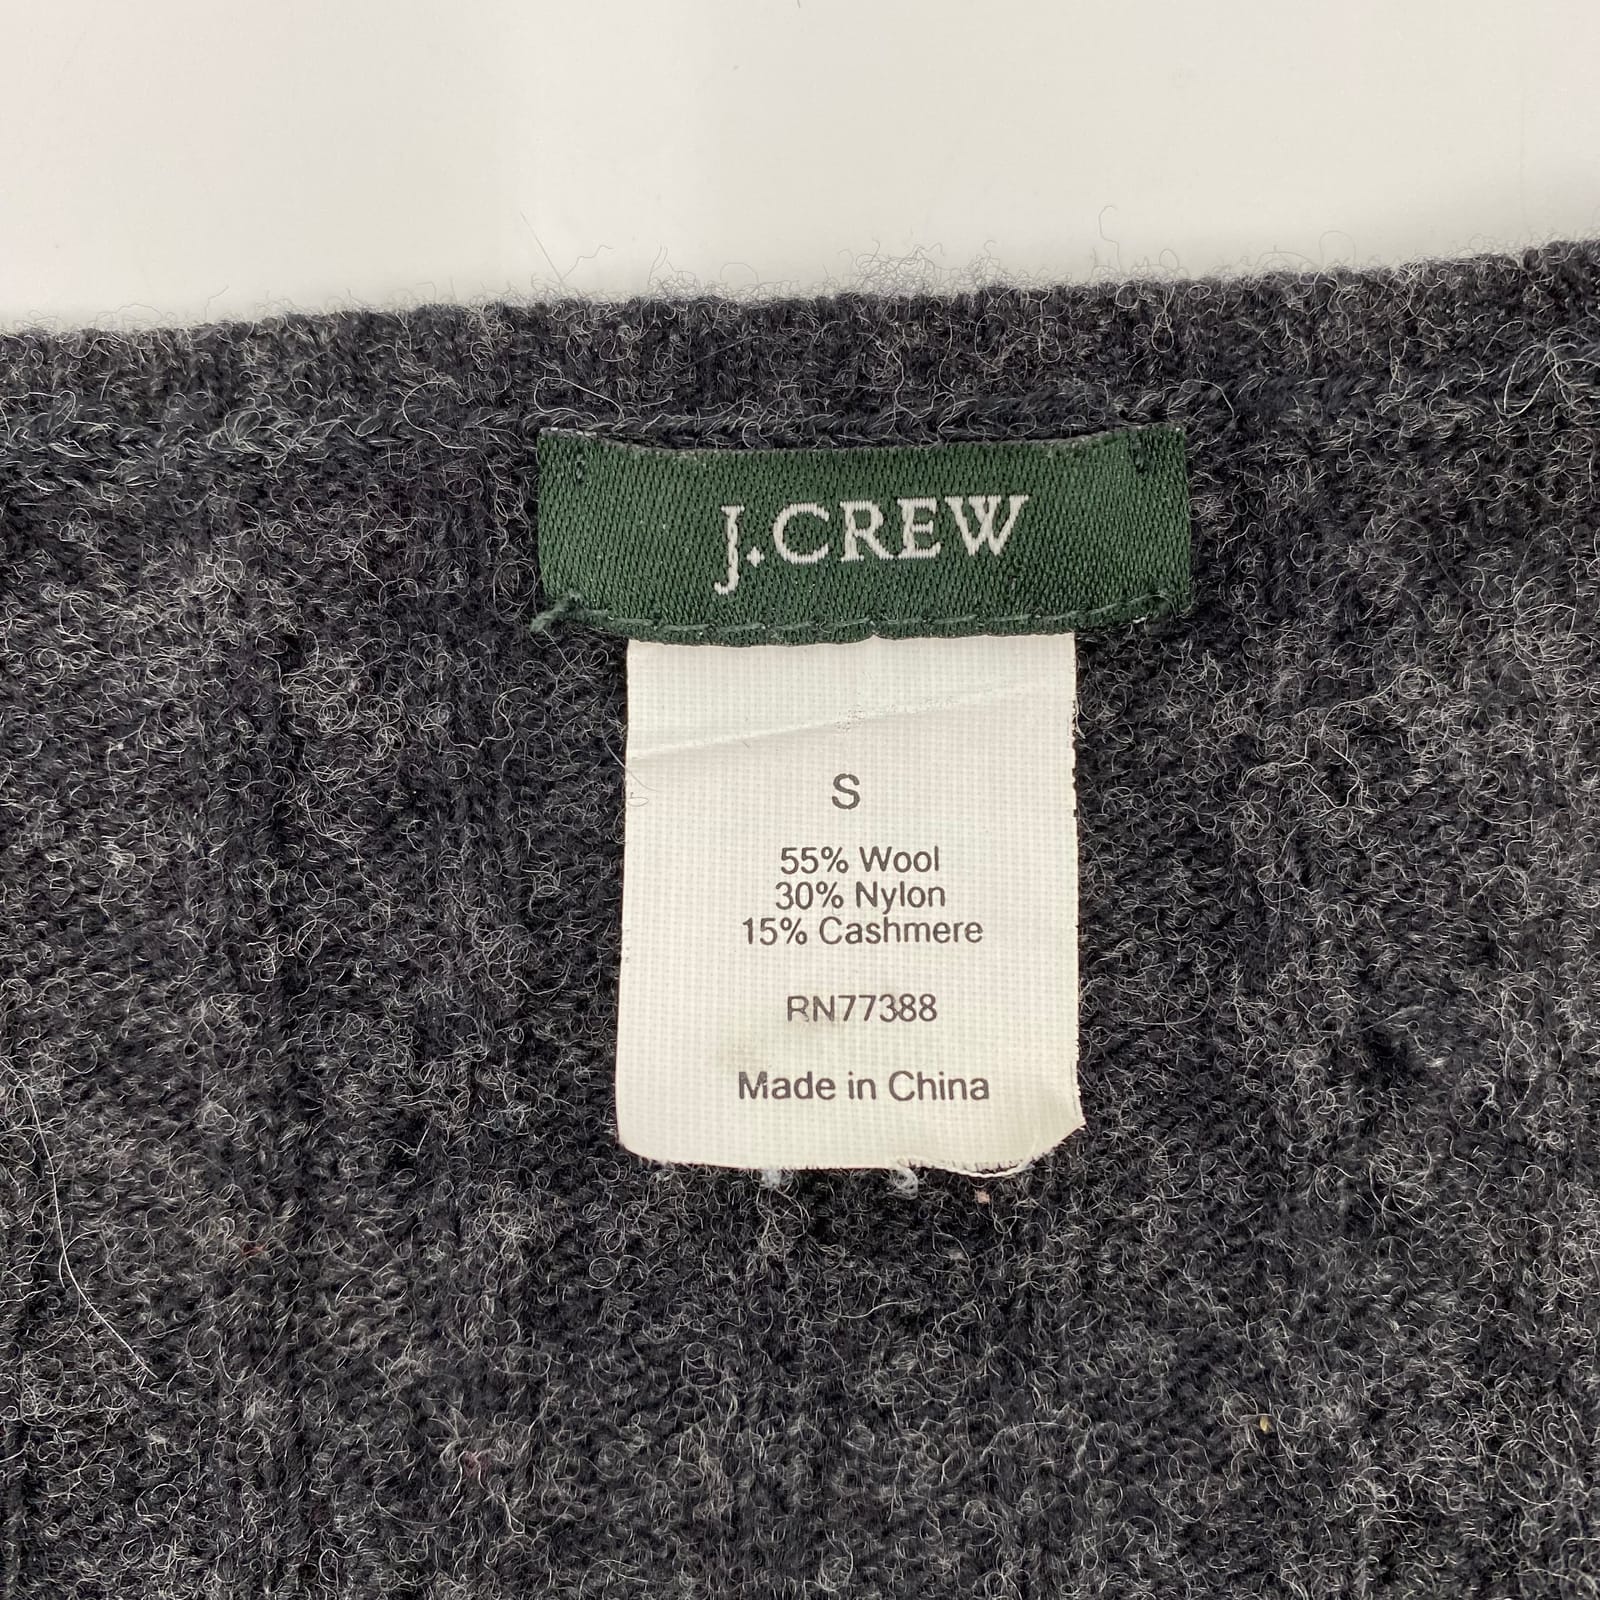 J.CREW
S
55% Wool
30% Nylon
15% Cashmere
RN77388
Made in China